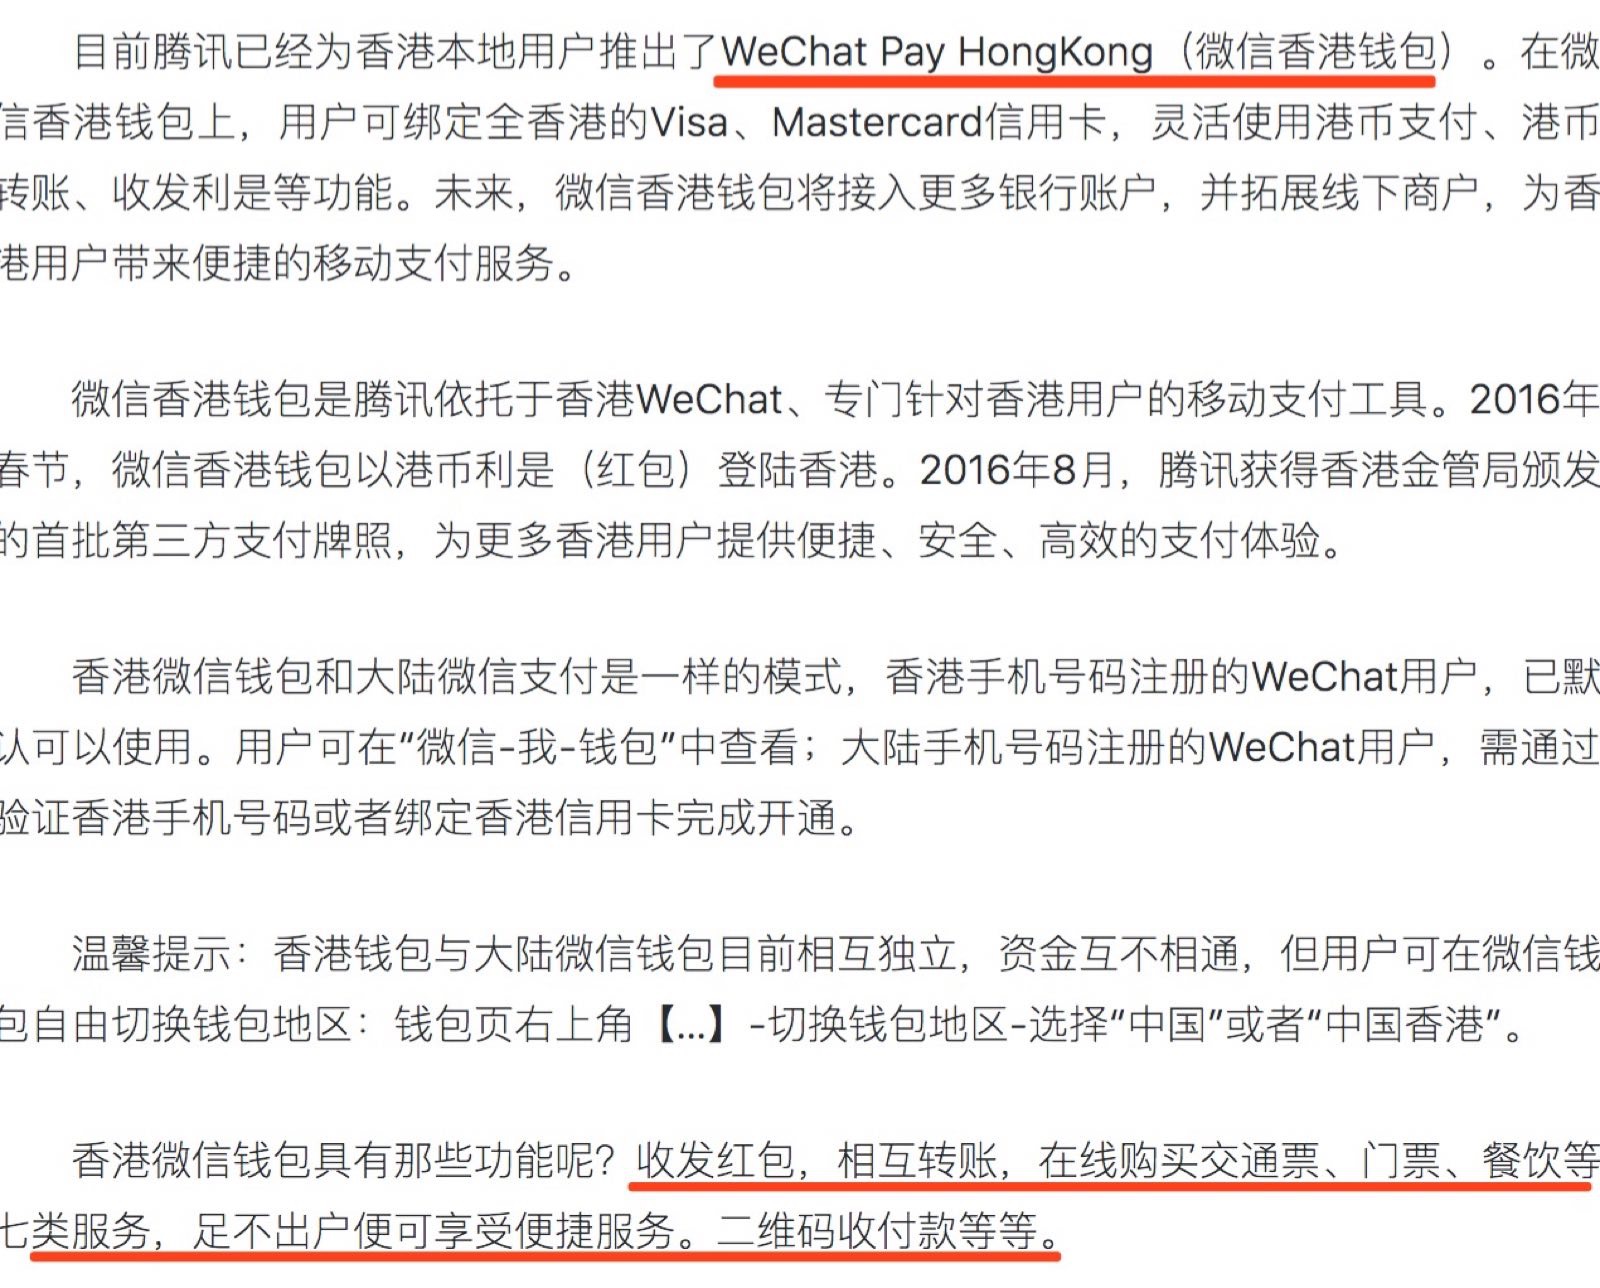 目前腾讯已经为香港本地用户推出了WeChat Pay HongKong（微信香港钱包）。在微
信香港钱包上，用户可绑定全香港的Visa、Mastercard信用卡，灵活使用港币支付、港币
转账、收发利是等功能。未来，微信香港钱包将接入更多银行账户，并拓展线下商户，为香
港用户带来便捷的移动支付服务。
微信香港钱包是腾讯依托于香港WeChat、专门针对香港用户的移动支付工具。2016年
春节，微信香港钱包以港币利是（红包）登陆香港。2016年8月，腾讯获得香港金管局颁发
的首批第三方支付牌照，为更多香港用户提供便捷、安全、高效的支付体验。
香港微信钱包和大陆微信支付是一样的模式，香港手机号码注册的WeChat用户，已默
认可以使用。用户可在“微信-我-钱包”中查看；大陆手机号码注册的WeChat用户，需通过
验证香港手机号码或者绑定香港信用卡完成开通。
温馨提示：香港钱包与大陆微信钱包目前相互独立，资金互不相通，但用户可在微信钱
包自由切换钱包地区：钱包页右上角【...】-切换钱包地区-选择“中国”或者“中国香港”。
香港微信钱包具有那些功能呢？收发红包，相互转账，在线购买交通票、门票、餐饮等
七类服务，足不出户便可享受便捷服务。二维码收付款等等。